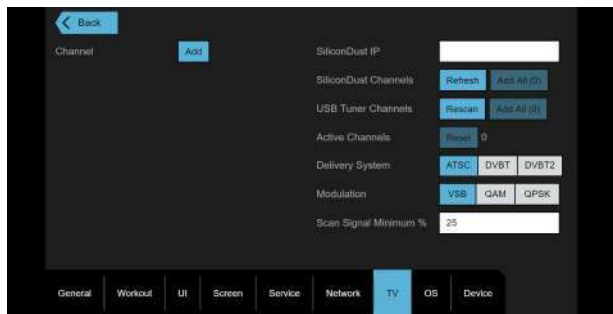 Back
Channel Add
SiliconDust IP
SiliconDust Channels Refresh Add All (0)
USB Tuner Channels Rescan Add All (0)
Active Channels Reset 0
Delivery System ATSC DVBT DVBT2
Modulation VSB QAM QPSK
Scan Signal Minimum % 25
General Workout UI Screen Service Network TV OS Device